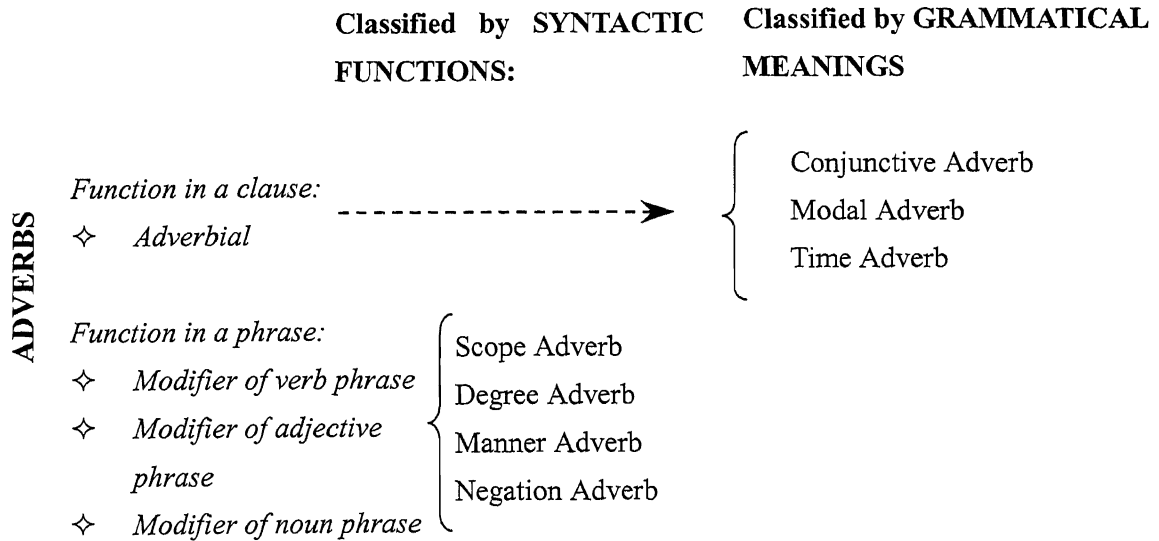 Classified by SYNTACTIC
FUNCTIONS:
Classified by GRAMMATICAL
MEANINGS
ADVERBS
Function in a clause:
✧ Adverbial
Conjunctive Adverb
Modal Adverb
Time Adverb
Function in a phrase:
✧ Modifier of verb phrase
✧ Modifier of adjective
phrase
✧ Modifier of noun phrase
Scope Adverb
Degree Adverb
Manner Adverb
Negation Adverb